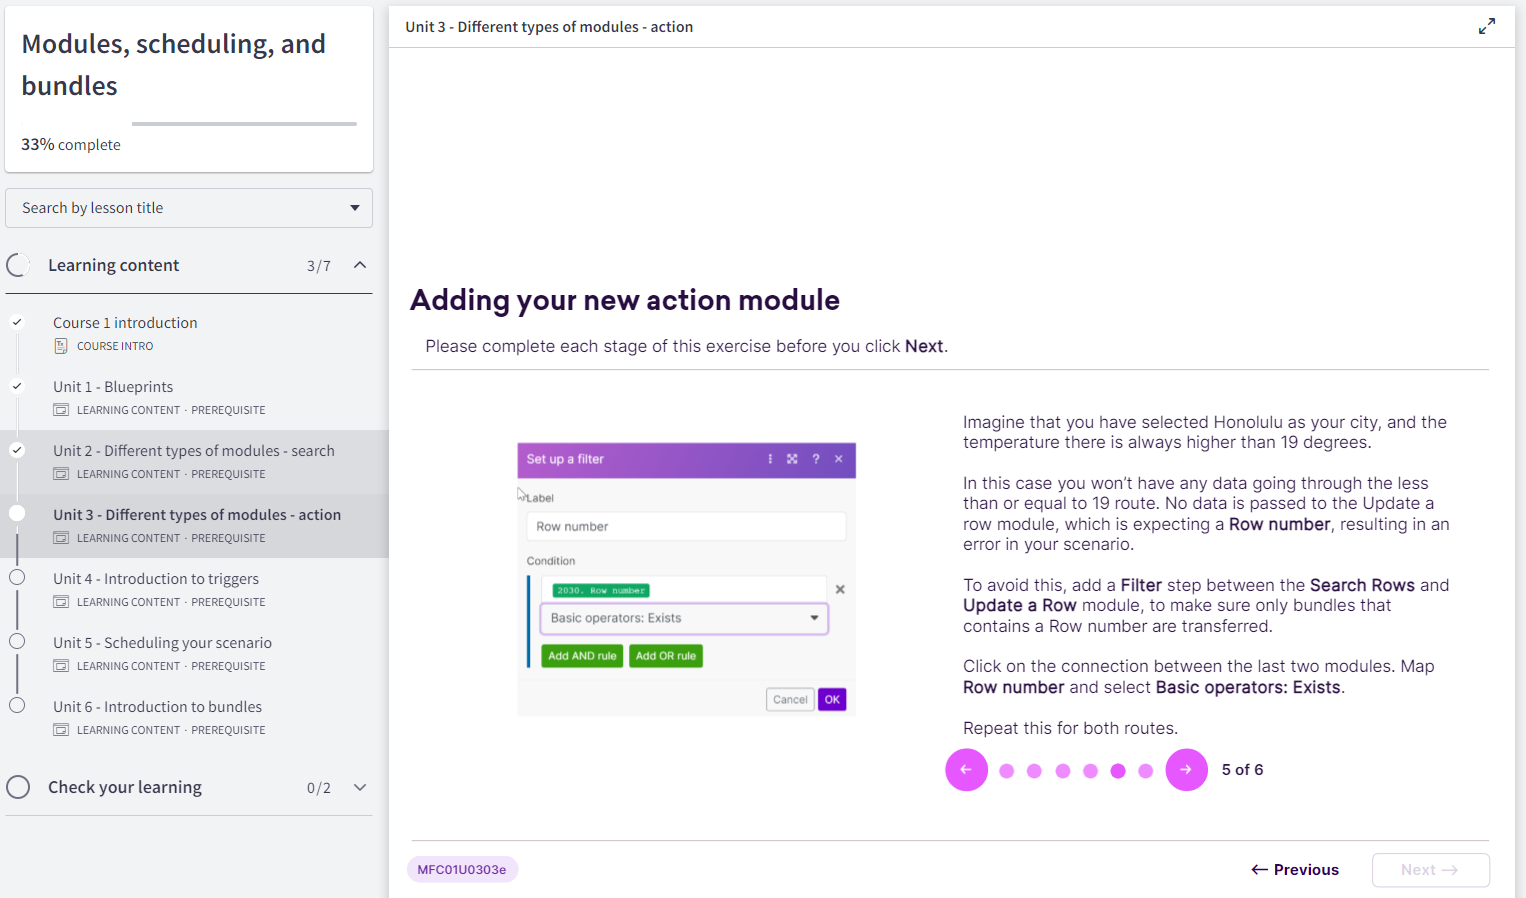 Modules, scheduling, and
bundles
33% complete
Search by lesson title
Learning content 3/7
Course 1 introduction
COURSE INTRO
Unit 1 - Blueprints
LEARNING CONTENT · PREREQUISITE
Unit 2 - Different types of modules - search
LEARNING CONTENT · PREREQUISITE
Unit 3 - Different types of modules - action
LEARNING CONTENT · PREREQUISITE
Unit 4 - Introduction to triggers
LEARNING CONTENT · PREREQUISITE
Unit 5 - Scheduling your scenario
LEARNING CONTENT · PREREQUISITE
Unit 6 - Introduction to bundles
LEARNING CONTENT · PREREQUISITE
Check your learning 0/2
Unit 3 - Different types of modules - action
Adding your new action module
Please complete each stage of this exercise before you click Next.
Set up a filter
Label
Row number
Condition
2030. Row number
Basic operators: Exists
Add AND rule Add OR rule
Cancel OK
Imagine that you have selected Honolulu as your city, and the
temperature there is always higher than 19 degrees.
In this case you won't have any data going through the less
than or equal to 19 route. No data is passed to the Update a
row module, which is expecting a Row number, resulting in an
error in your scenario.
To avoid this, add a Filter step between the Search Rows and
Update a Row module, to make sure only bundles that
contains a Row number are transferred.
Click on the connection between the last two modules. Map
Row number and select Basic operators: Exists.
Repeat this for both routes.
5 of 6
MFC01U0303e
← Previous Next →